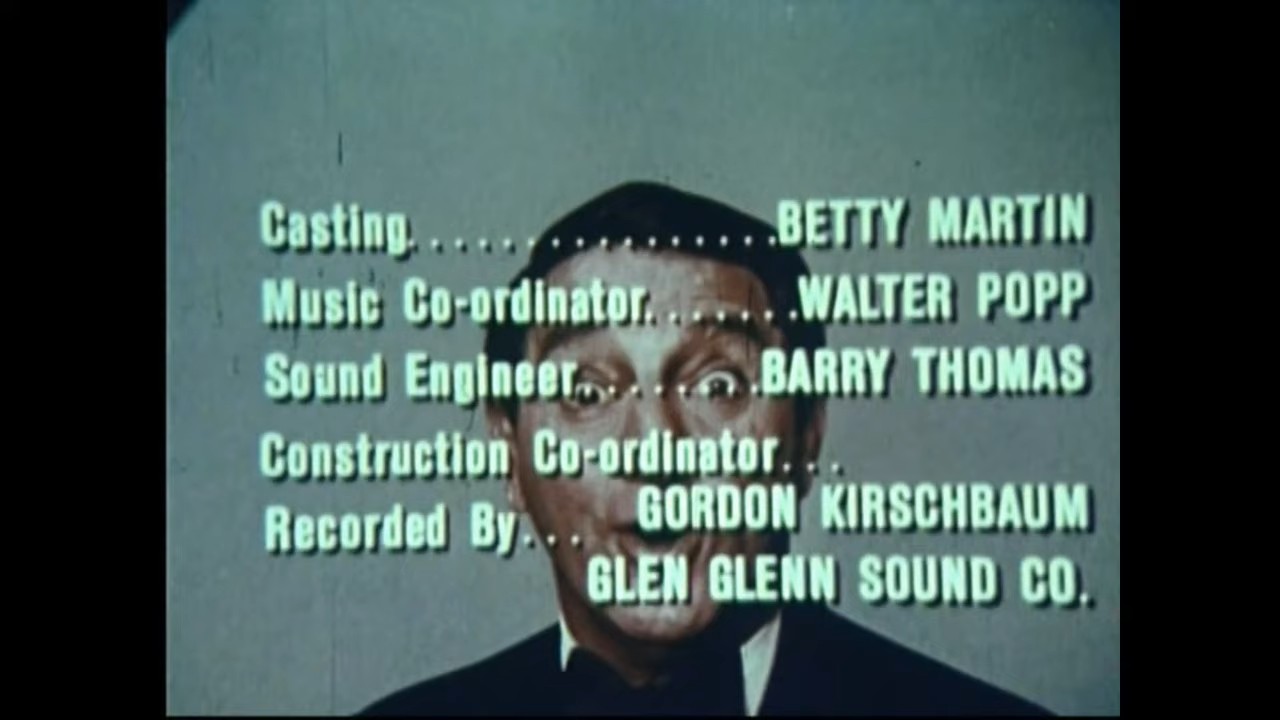 Casting................BETTY MARTIN
Music Co-ordinator.......WALTER POPP
Sound Engineer.......BARRY THOMAS
Construction Co-ordinator...
GORDON KIRSCHBAUM
Recorded By...
GLEN GLENN SOUND CO.